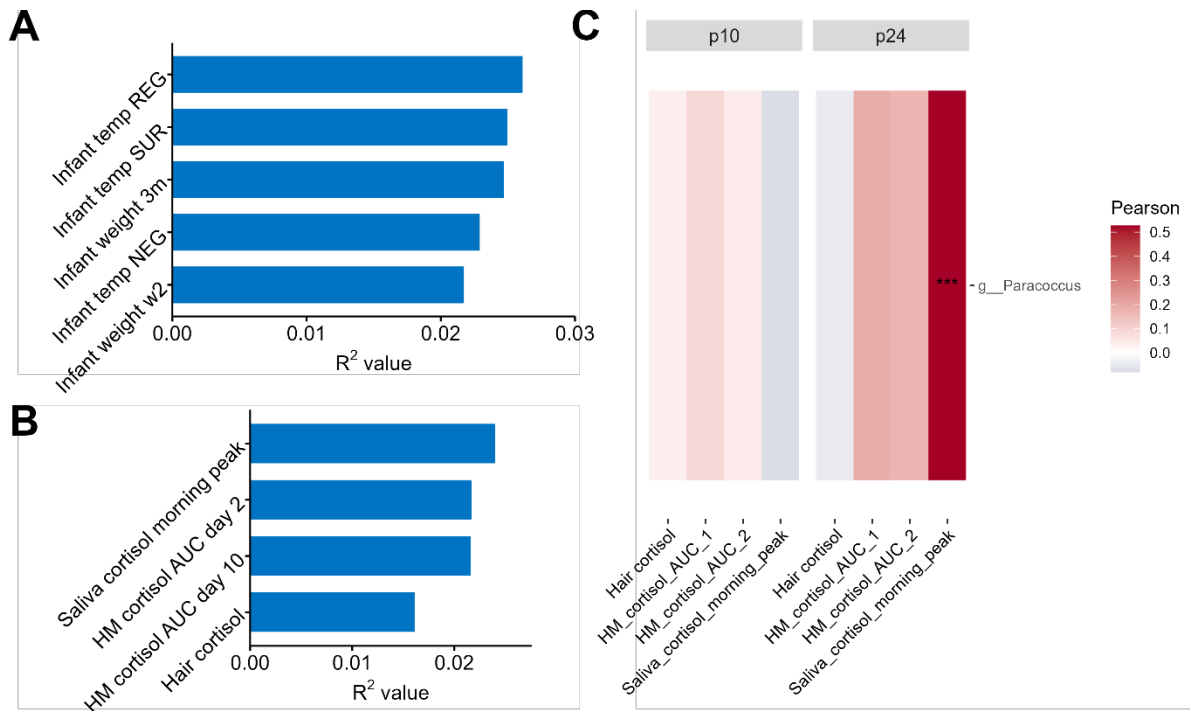 A
Infant temp REG
Infant temp SUR
Infant weight 3m
Infant temp NEG
Infant weight w2
0.00 0.01 0.02 0.03
R² value
B
Saliva cortisol morning peak
HM cortisol AUC day 2
HM cortisol AUC day 10
Hair cortisol
0.00 0.01 0.02
R² value
C
p10 p24
***
g__Paracoccus
Hair cortisol
HM_cortisol_AUC_1
HM_cortisol_AUC_2
Saliva_cortisol_morning_peak
Hair cortisol
HM_cortisol_AUC_1
HM_cortisol_AUC_2
Saliva_cortisol_morning_peak
Pearson
0.5
0.4
0.3
0.2
0.1
0.0